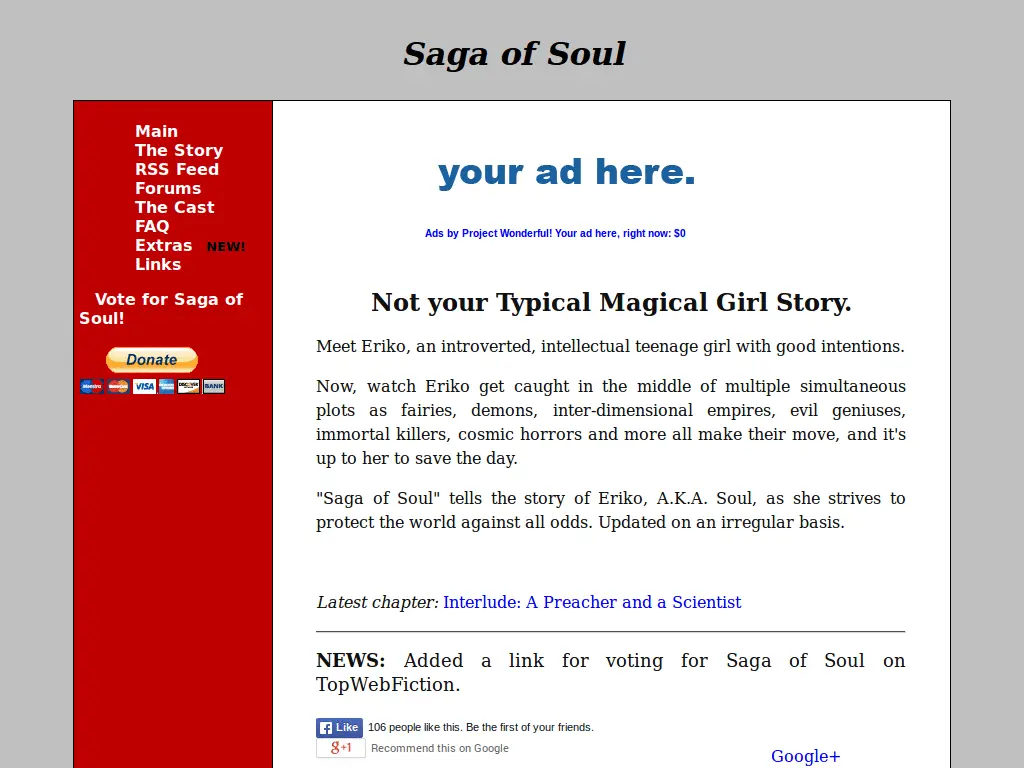 Saga of Soul
Main
The Story
RSS Feed
Forums
The Cast
FAQ
Extras NEW!
Links
Vote for Saga of
Soul!
Donate
Maestro VISA BANK
your ad here.
Ads by Project Wonderful! Your ad here, right now: $0
Not your Typical Magical Girl Story.
Meet Eriko, an introverted, intellectual teenage girl with good intentions.
Now, watch Eriko get caught in the middle of multiple simultaneous
plots as fairies, demons, inter-dimensional empires, evil geniuses,
immortal killers, cosmic horrors and more all make their move, and it's
up to her to save the day.
"Saga of Soul" tells the story of Eriko, A.K.A. Soul, as she strives to
protect the world against all odds. Updated on an irregular basis.
Latest chapter: Interlude: A Preacher and a Scientist
NEWS: Added a link for voting for Saga of Soul on
TopWebFiction.
Like 106 people like this. Be the first of your friends.
g+1 Recommend this on Google
Google+